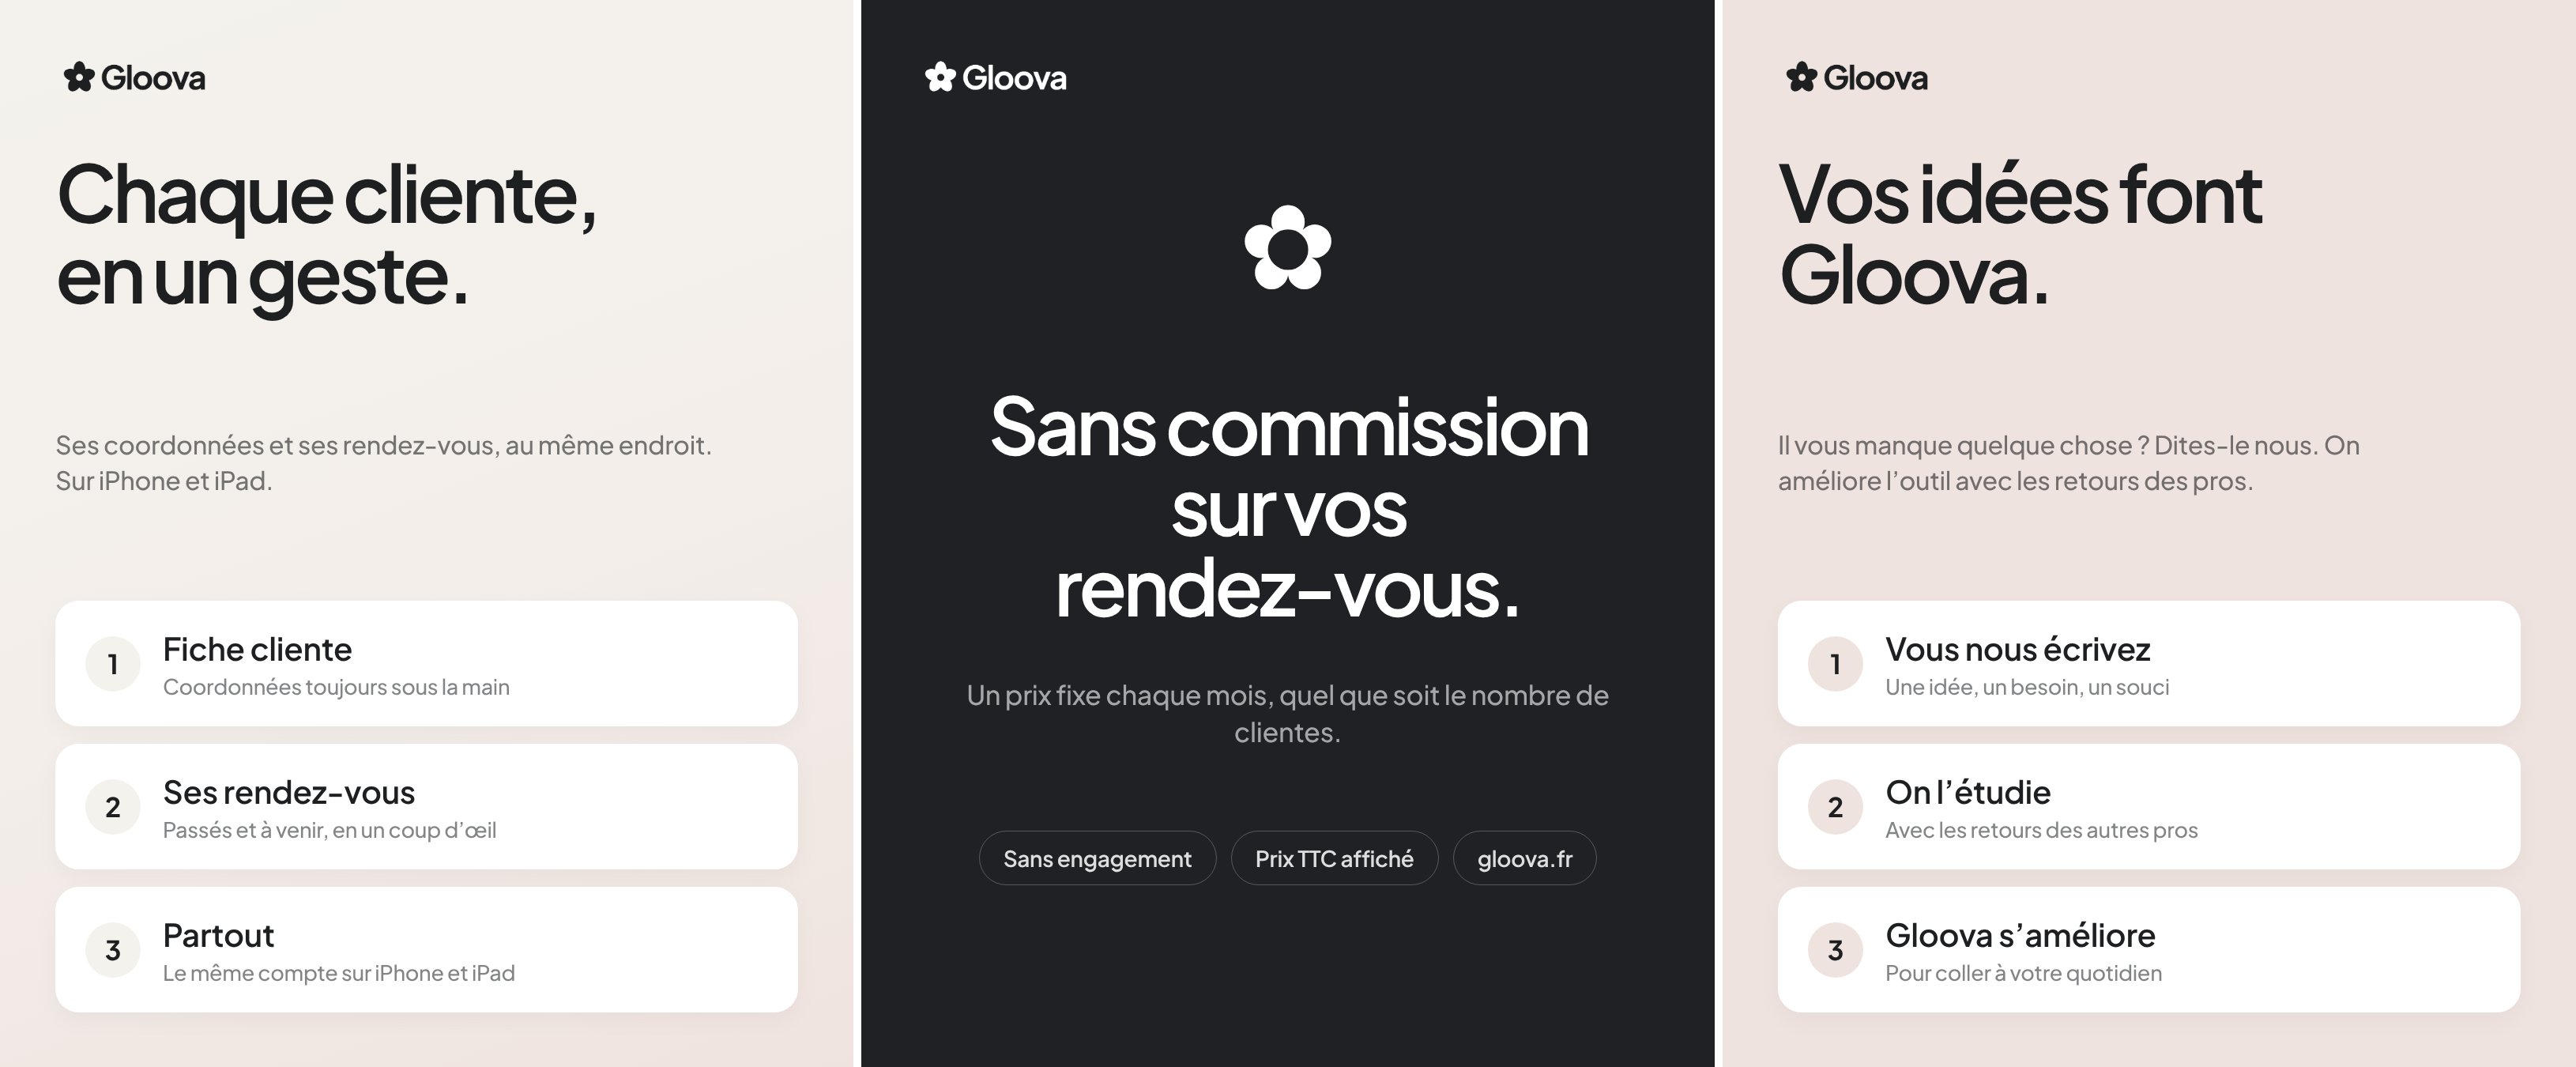 Gloova
Chaque cliente,
en un geste.
Ses coordonnées et ses rendez-vous, au même endroit.
Sur iPhone et iPad.
1
Fiche cliente
Coordonnées toujours sous la main
2
Ses rendez-vous
Passés et à venir, en un coup d’œil
3
Partout
Le même compte sur iPhone et iPad
Gloova
Sans commission
sur vos
rendez-vous.
Un prix fixe chaque mois, quel que soit le nombre de
clientes.
Sans engagement
Prix TTC affiché
gloova.fr
Gloova
Vos idées font
Gloova.
Il vous manque quelque chose ? Dites-le nous. On
améliore l’outil avec les retours des pros.
1
Vous nous écrivez
Une idée, un besoin, un souci
2
On l’étudie
Avec les retours des autres pros
3
Gloova s’améliore
Pour coller à votre quotidien